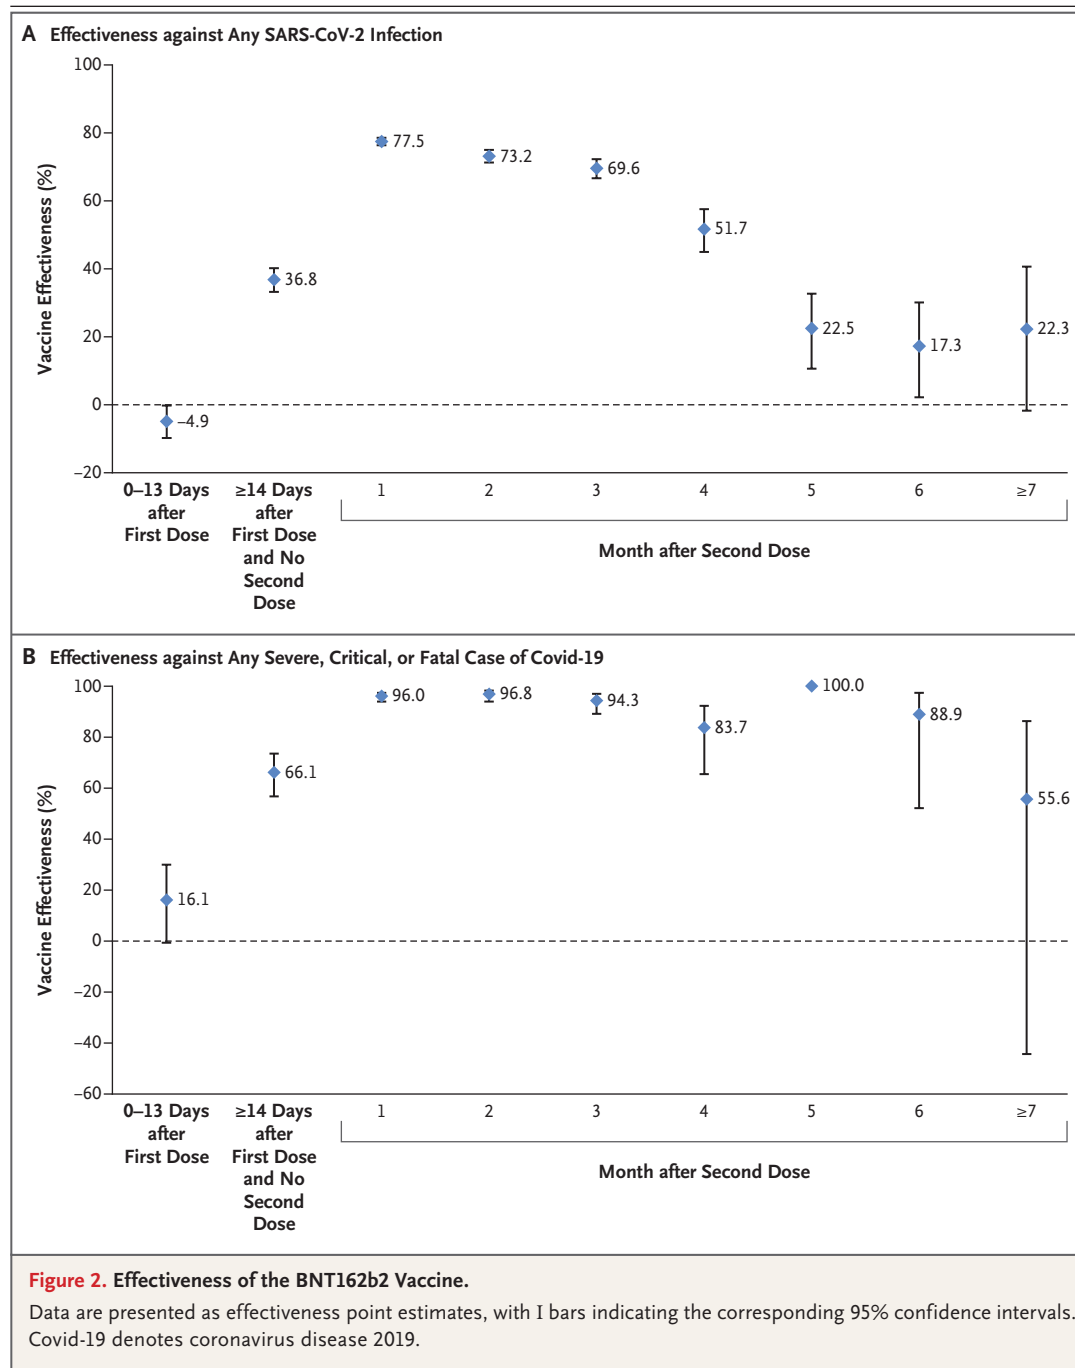 A Effectiveness against Any SARS-CoV-2 Infection
Vaccine Effectiveness (%)
100
80
60
40
20
0
–20
–4.9
36.8
77.5
73.2
69.6
51.7
22.5
17.3
22.3
0–13 Days
after
First Dose
≥14 Days
after
First Dose
and No
Second
Dose
1 2 3 4 5 6 ≥7
Month after Second Dose
B Effectiveness against Any Severe, Critical, or Fatal Case of Covid-19
Vaccine Effectiveness (%)
100
80
60
40
20
0
–20
–40
–60
16.1
66.1
96.0
96.8
94.3
83.7
100.0
88.9
55.6
0–13 Days
after
First Dose
≥14 Days
after
First Dose
and No
Second
Dose
1 2 3 4 5 6 ≥7
Month after Second Dose
Figure 2. Effectiveness of the BNT162b2 Vaccine.
Data are presented as effectiveness point estimates, with I bars indicating the corresponding 95% confidence intervals.
Covid-19 denotes coronavirus disease 2019.